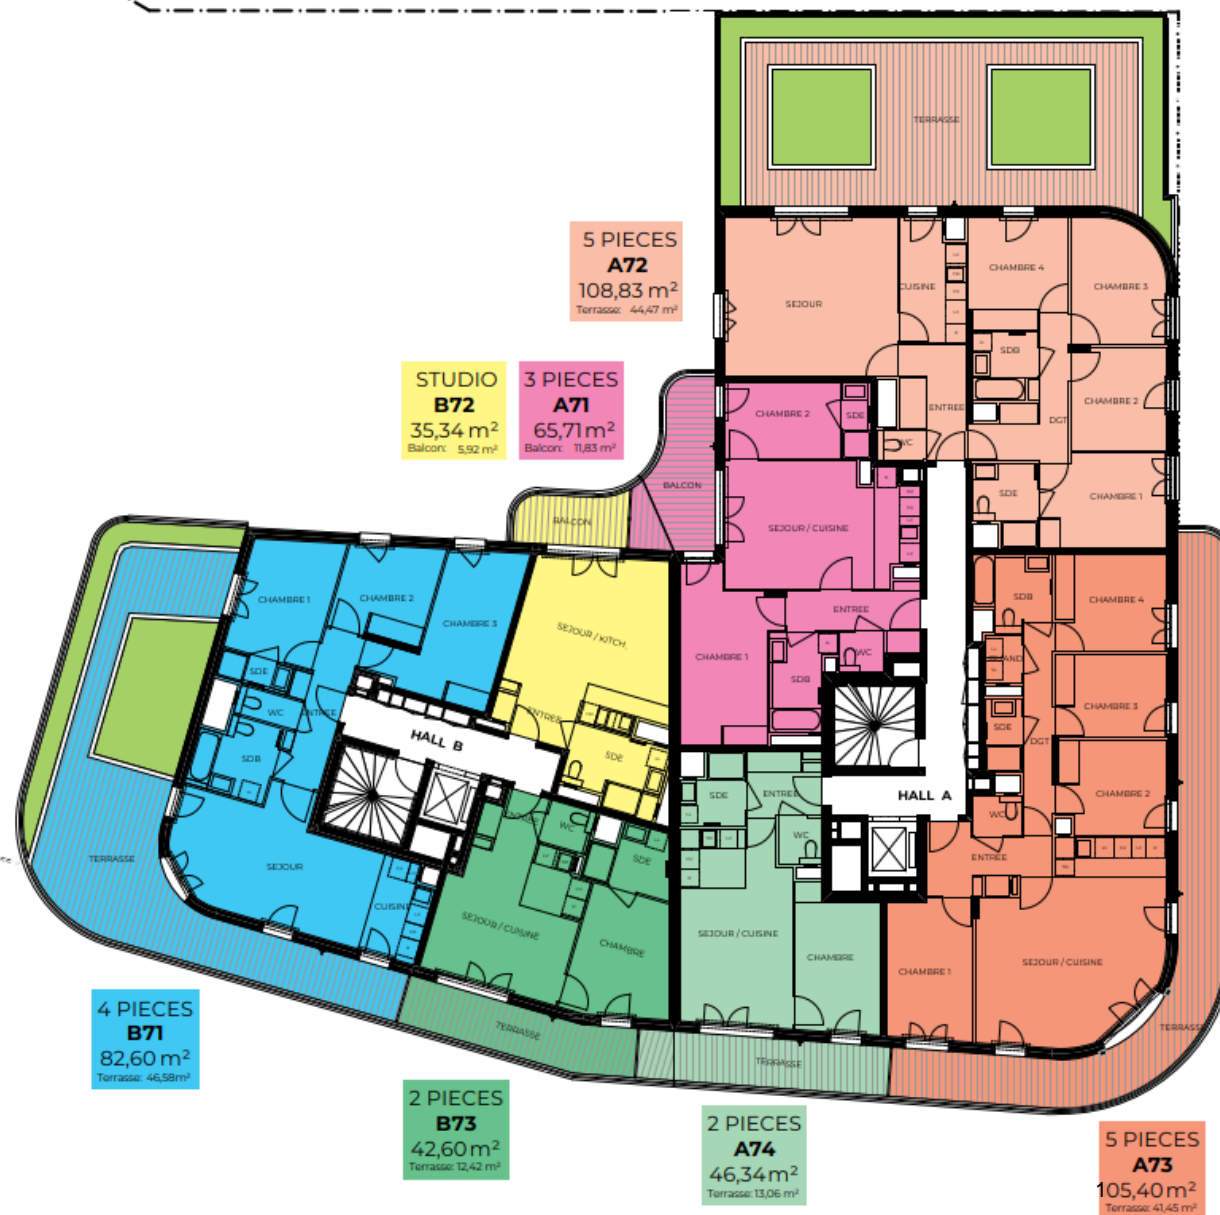 TERRASSE
5 PIECES
A72
108,83 m²
Terrasse: 44,47 m²
SEJOUR
CUISINE
CHAMBRE 4
CHAMBRE 3
SDB
CHAMBRE 2
ENTREE
DGT
WC
SDE
CHAMBRE 1
STUDIO
B72
35,34 m²
Balcon: 5,92 m²
3 PIECES
A71
65,71 m²
Balcon: 11,83 m²
CHAMBRE 2
SDE
BALCON
SEJOUR / CUISINE
BALCON
ENTREE
CHAMBRE 1
WC
SDB
CHAMBRE 1
CHAMBRE 2
CHAMBRE 3
SDE
WC
ENTREE
SDB
SEJOUR
CUISINE
TERRASSE
SEJOUR / KITCH.
ENTREE
SDE
HALL B
HALL A
SDB
CHAMBRE 4
CHAMBRE 3
SDE
DGT
CHAMBRE 2
WC
ENTREE
CHAMBRE 1
SEJOUR / CUISINE
TERRASSE
ENTREE
WC
SDE
SEJOUR / CUISINE
CHAMBRE
TERRASSE
SDE
ENTREE
WC
SEJOUR / CUISINE
CHAMBRE
TERRASSE
4 PIECES
B71
82,60 m²
Terrasse: 46,58m²
2 PIECES
B73
42,60 m²
Terrasse: 12,42 m²
2 PIECES
A74
46,34 m²
Terrasse: 13,06 m²
5 PIECES
A73
105,40 m²
Terrasse: 41,45 m²